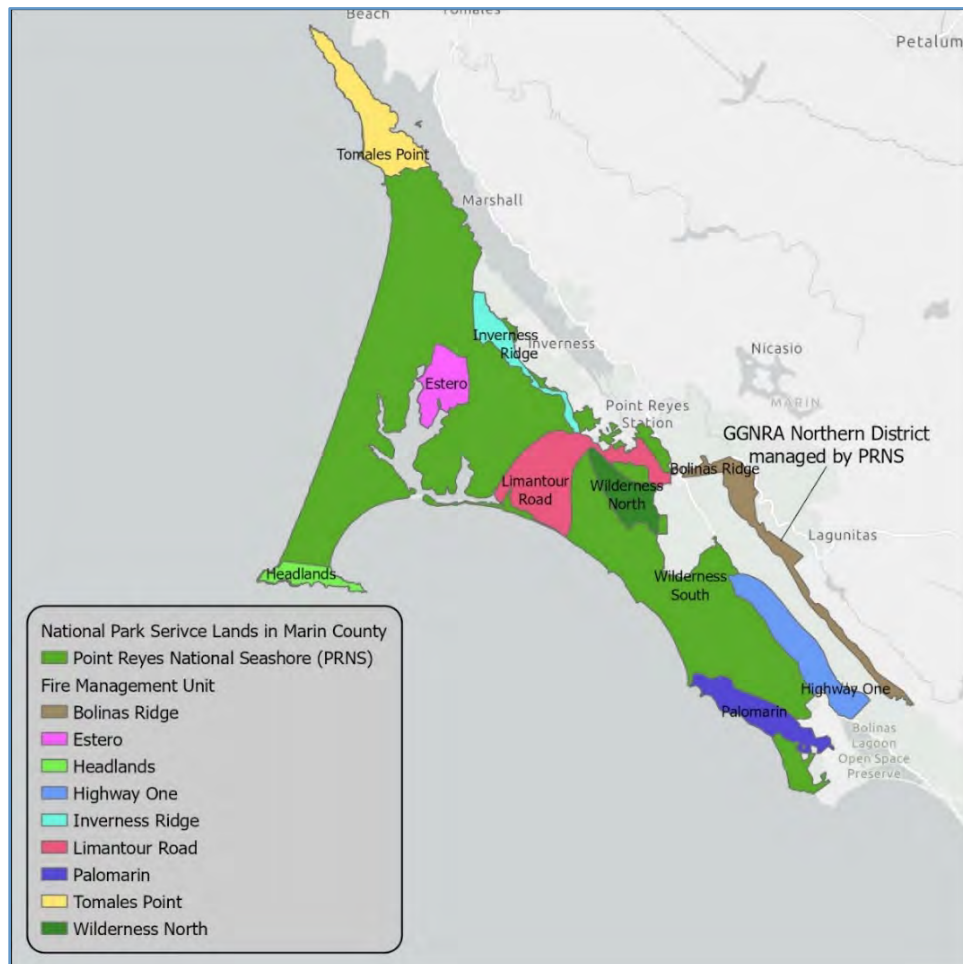 Beach
Tomales
Petalum
Tomales Point
Marshall
Inverness
Ridge
Inverness
Estero
Nicasio
MARIN
Point Reyes
Station
GGNRA Northern District
managed by PRNS
Bolinas Ridge
Limantour
Road
Wilderness
North
Lagunitas
Headlands
Wilderness
South
Highway One
Palomarin
Bolinas
Lagoon
Open Space
Preserve
National Park Serivce Lands in Marin County
Point Reyes National Seashore (PRNS)
Fire Management Unit
Bolinas Ridge
Estero
Headlands
Highway One
Inverness Ridge
Limantour Road
Palomarin
Tomales Point
Wilderness North